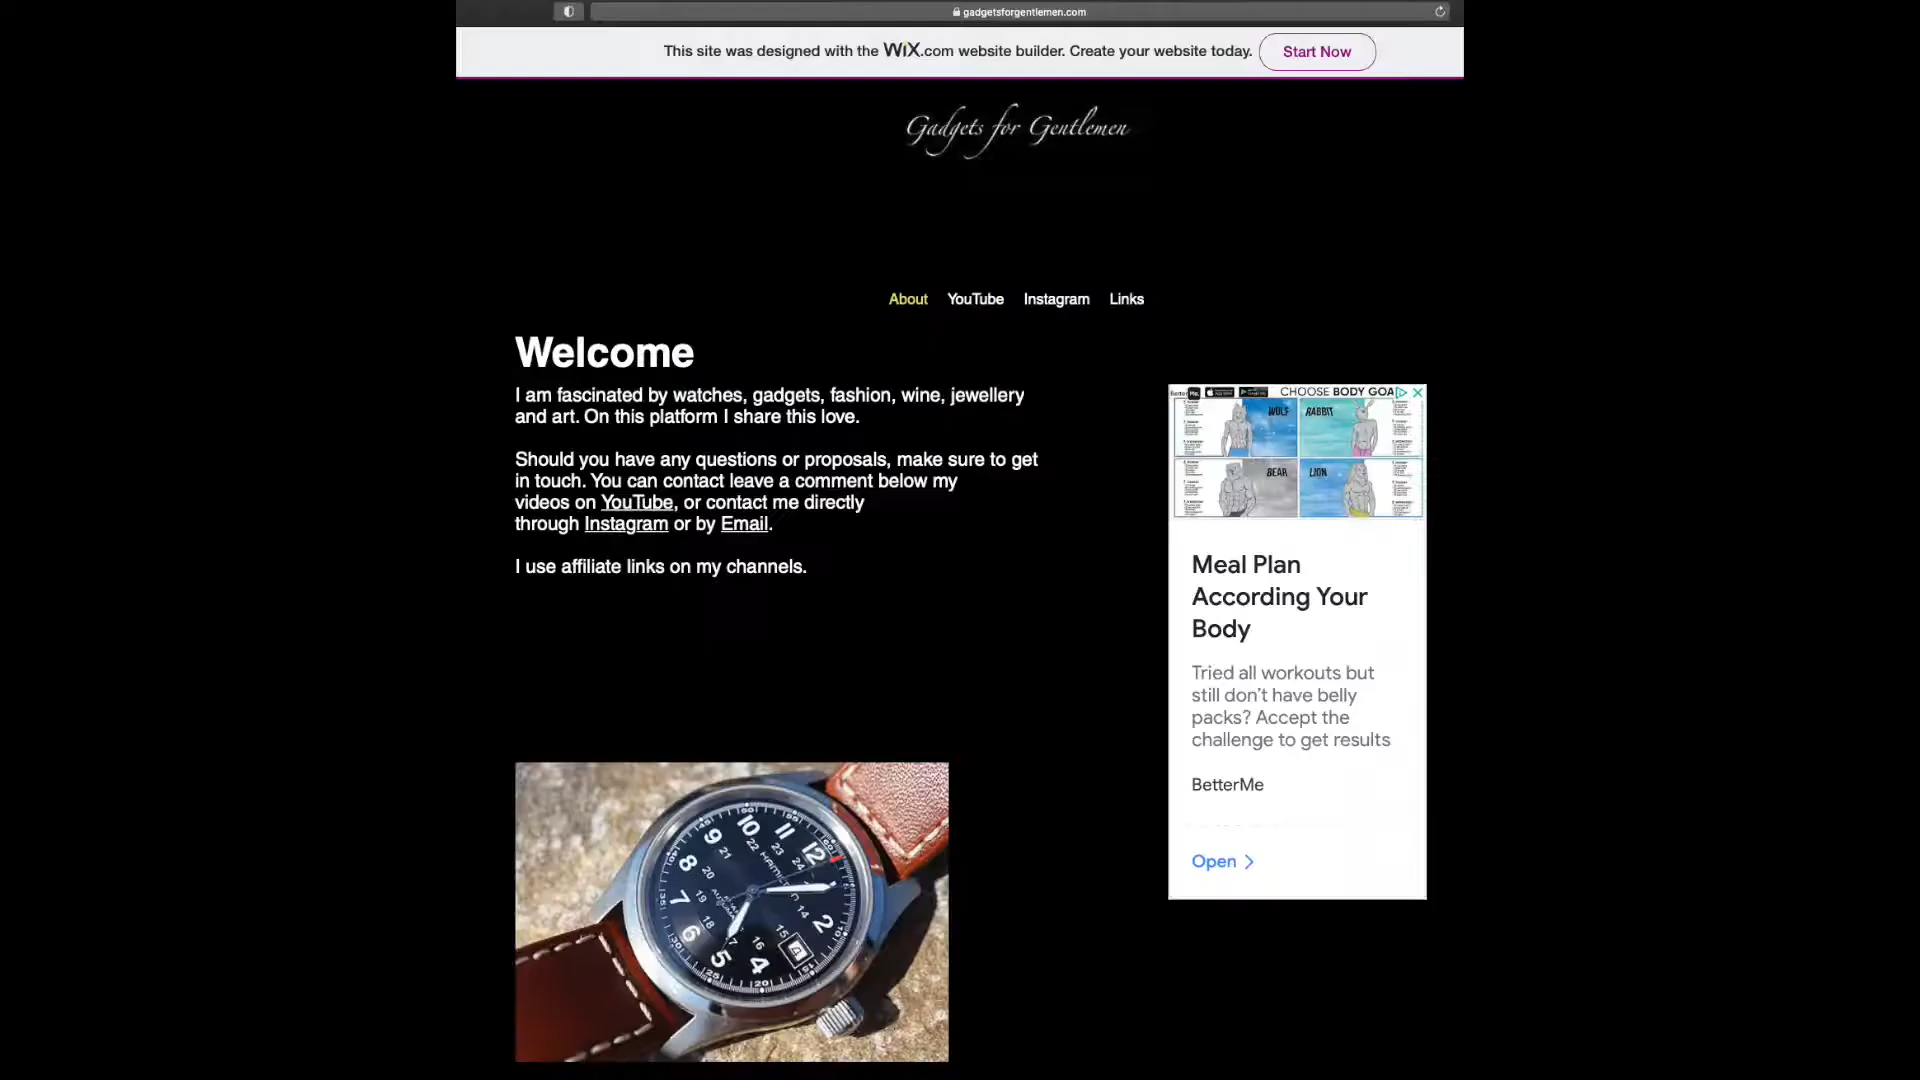 gadgetsforgentlemen.com
This site was designed with the WiX.com website builder. Create your website today.
Start Now
Gadgets for Gentlemen
About YouTube Instagram Links
Welcome
I am fascinated by watches, gadgets, fashion, wine, jewellery
and art. On this platform I share this love.
Should you have any questions or proposals, make sure to get
in touch. You can contact leave a comment below my
videos on YouTube, or contact me directly
through Instagram or by Email.
I use affiliate links on my channels.
CHOOSE BODY GOA
WOLF RABBIT
BEAR LION
Meal Plan
According Your
Body
Tried all workouts but
still don't have belly
packs? Accept the
challenge to get results
BetterMe
Open